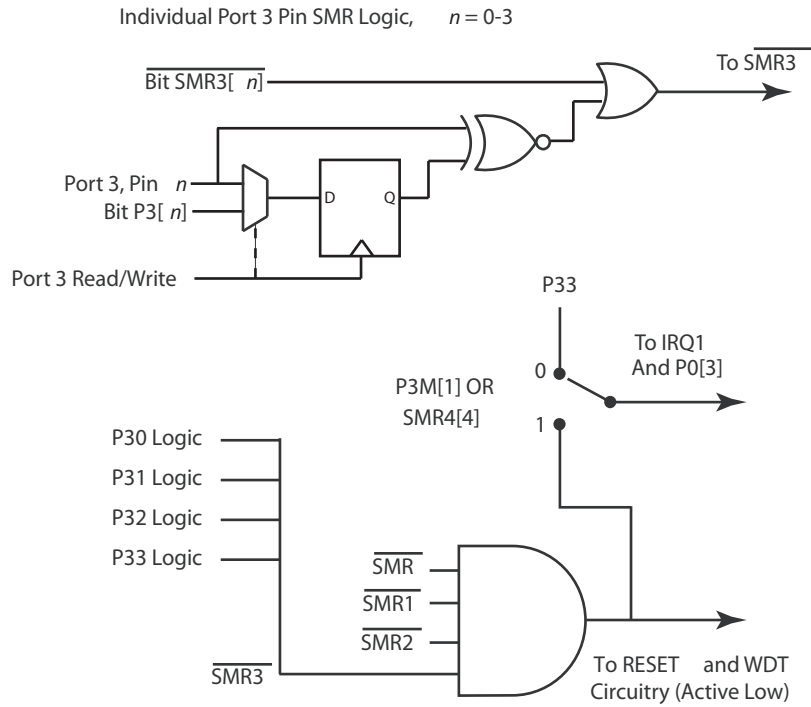 Individual Port 3 Pin SMR Logic, n = 0-3
To SMR3
Bit SMR3[ n]
Port 3, Pin n
Bit P3[ n]
D Q
Port 3 Read/Write
P33
To IRQ1
And P0[3]
0
P3M[1] OR
SMR4[4]
1
P30 Logic
P31 Logic
P32 Logic
P33 Logic
SMR
SMR1
SMR2
SMR3
To RESET and WDT
Circuitry (Active Low)